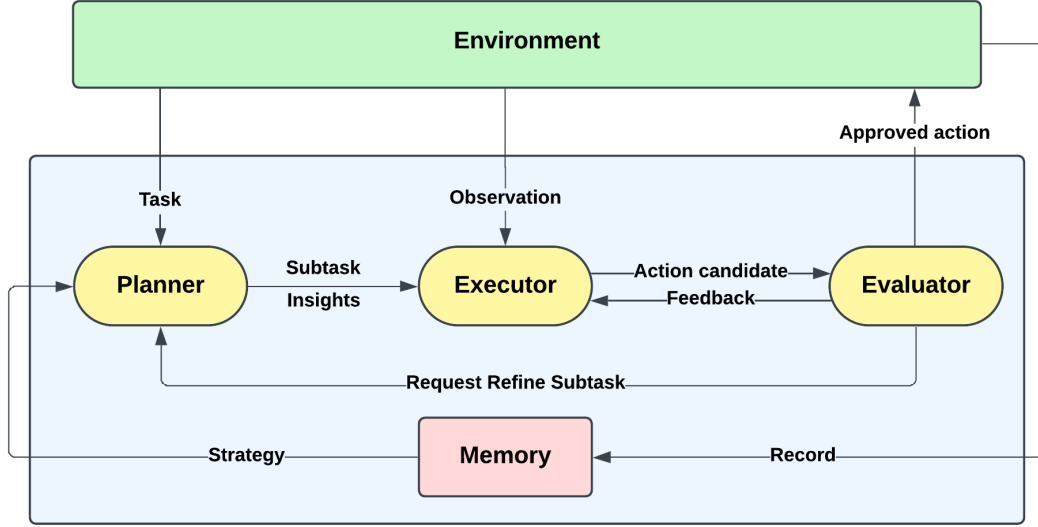 Environment
Approved action
Task
Observation
Planner
Subtask
Insights
Executor
Action candidate
Feedback
Evaluator
Request Refine Subtask
Strategy
Memory
Record